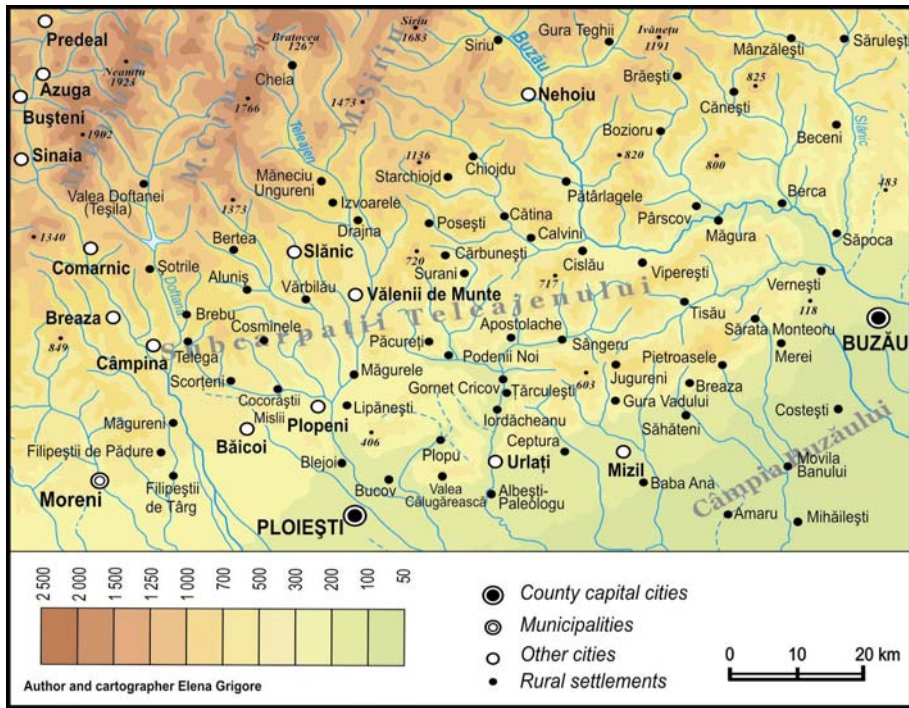 Predeal
Neamțu
1923
Bratocea
1267
Cheia
Siriu
1683
Siriu
Buzău
Gura Teghii
Ivănețu
1191
Mânzălești
Sărulești
Azuga
Bușteni
1766
1473
M. Siriu
M. Ciucaș
Brăești
825
Nehoiu
Cănești
Slănic
1902
Sinaia
Teleajen
Bozioru
Beceni
Măneciu
Ungureni
1136
Starchiojd
Chiojdu
820
800
Valea Doftanei
(Teșila)
1373
Izvoarele
Pătârlagele
Berca
483
Drajna
Posești
Cătina
Pârscov
Măgura
1340
Bertea
Slănic
Calvini
Săpoca
Comarnic
Șotrile
720
Cărbunești
Cislău
Aluniș
Surani
717
Viperești
Vernești
Doftana
Vărbilău
Vălenii de Munte
118
Subcarpații Teleajenului
Breaza
Brebu
Cosminele
Apostolache
Tisău
Sărata Monteoru
BUZĂU
849
Câmpina
Telega
Păcureți
Podenii Noi
Sângeru
Pietroasele
Merei
Scorțeni
Măgurele
Gornet Cricov
Țărculești
603
Jugureni
Breaza
Cocorăștii
Mislii
Plopeni
Lipănești
Iordăcheanu
Gura Vadului
Costești
Măgureni
Băicoi
406
Săhăteni
Filipeștii de Pădure
Ceptura
Câmpia Buzăului
Blejoi
Plopu
Urlați
Mizil
Movila
Banului
Moreni
Filipeștii
de Târg
Bucov
Valea
Călugărească
Albești-
Paleologu
Baba Ana
PLOIEȘTI
Amaru
Mihăilești
2 500
2 000
1 500
1 250
1 000
700
500
300
100
50
County capital cities
Municipalities
Other cities
Rural settlements
0 10 20 km
Author and cartographer Elena Grigore